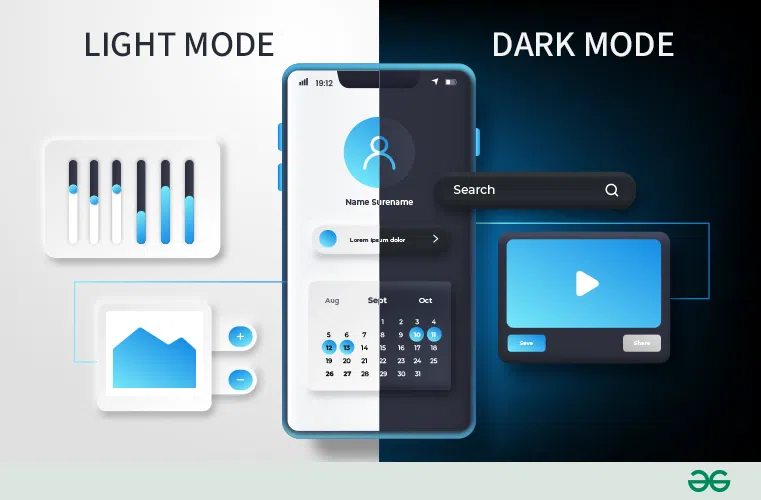 LIGHT MODE
DARK MODE
19:12
Search
Name Surename
Lorem ipsum dolor
Aug Sept Oct
1 2 3 4
5 6 7 8 9 10 11
12 13 14 15 16 17 18
19 20 21 22 23 24 25
26 27 28 29 30 31
Save Share